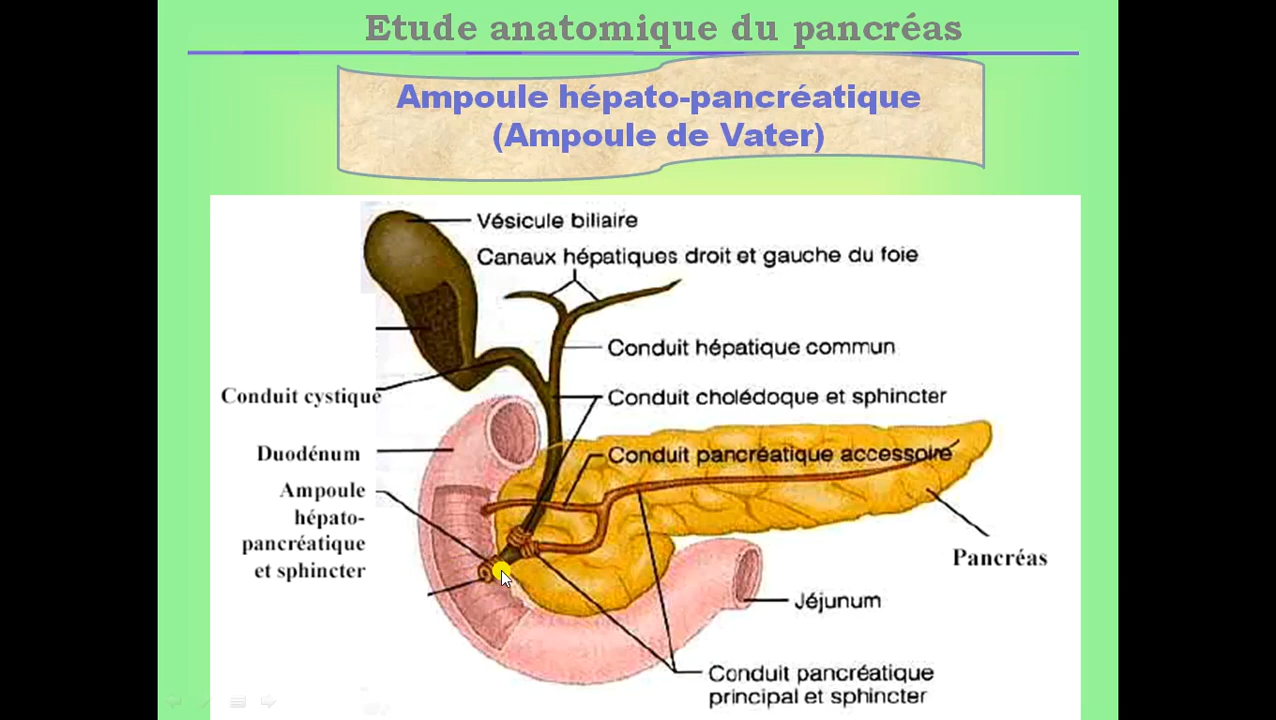 Etude anatomique du pancréas
Ampoule hépato-pancréatique
(Ampoule de Vater)
Vésicule biliaire
Canaux hépatiques droit et gauche du foie
Conduit hépatique commun
Conduit cystique
Conduit cholédoque et sphincter
Duodénum
Conduit pancréatique accessoire
Ampoule
hépato-
pancréatique
et sphincter
Pancréas
Jéjunum
Conduit pancréatique
principal et sphincter